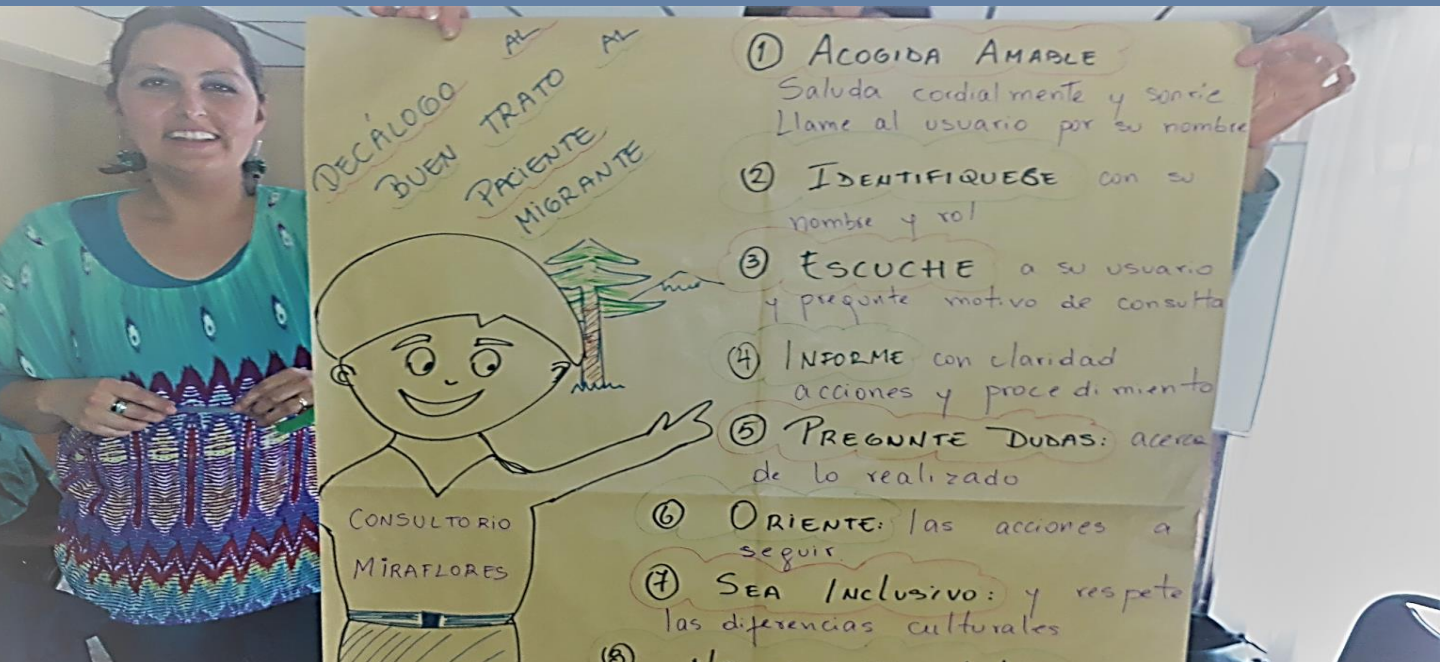 DECÁLOGO AL
BUEN TRATO AL
PACIENTE
MIGRANTE
CONSULTORIO
MIRAFLORES
① ACOGIDA AMABLE
Saluda cordialmente y sonrie
Llame al usuario por su nombre
② IDENTIFIQUESE con su
nombre y rol
③ ESCUCHE a su usuario
y pregunte motivo de consulta
④ INFORME con claridad
acciones y procedimiento
⑤ PREGUNTE DUDAS: acerca
de lo realizado
⑥ ORIENTE: las acciones a
seguir.
⑦ SEA INCLUSIVO: y respete
las diferencias culturales
⑧